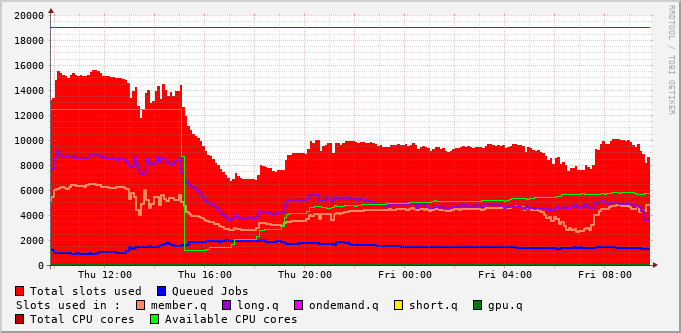 RRDTOOL / TOBI OETIKER
20000
18000
16000
14000
12000
10000
8000
6000
4000
2000
0
Thu 12:00 Thu 16:00 Thu 20:00 Fri 00:00 Fri 04:00 Fri 08:00
Total slots used Queued Jobs
Slots used in : member.q long.q ondemand.q short.q gpu.q
Total CPU cores Available CPU cores